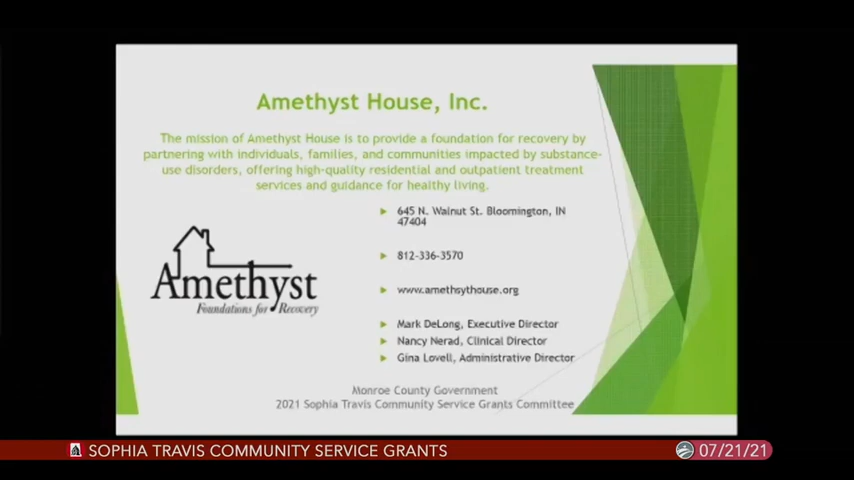 Amethyst House, Inc.
The mission of Amethyst House is to provide a foundation for recovery by
partnering with individuals, families, and communities impacted by substance-
use disorders, offering high-quality residential and outpatient treatment
services and guidance for healthy living.
645 N. Walnut St. Bloomington, IN
47404
812-336-3570
www.amethsythouse.org
Mark DeLong, Executive Director
Nancy Nerad, Clinical Director
Gina Lovell, Administrative Director
Amethyst
Foundations for Recovery
Monroe County Government
2021 Sophia Travis Community Service Grants Committee
SOPHIA TRAVIS COMMUNITY SERVICE GRANTS
07/21/21